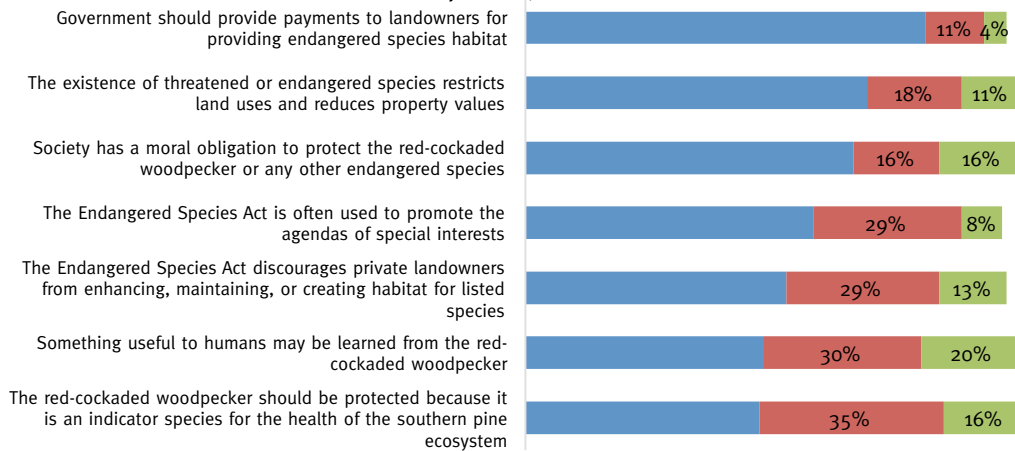 Government should provide payments to landowners for
providing endangered species habitat
11% 4%
The existence of threatened or endangered species restricts
land uses and reduces property values
18% 11%
Society has a moral obligation to protect the red-cockaded
woodpecker or any other endangered species
16% 16%
The Endangered Species Act is often used to promote the
agendas of special interests
29% 8%
The Endangered Species Act discourages private landowners
from enhancing, maintaining, or creating habitat for listed
species
29% 13%
Something useful to humans may be learned from the red-
cockaded woodpecker
30% 20%
The red-cockaded woodpecker should be protected because it
is an indicator species for the health of the southern pine
ecosystem
35% 16%